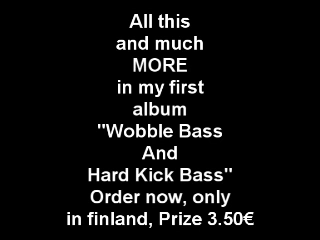 All this
and much
MORE
in my first
album
"Wobble Bass
And
Hard Kick Bass"
Order now, only
in finland, Prize 3.50€